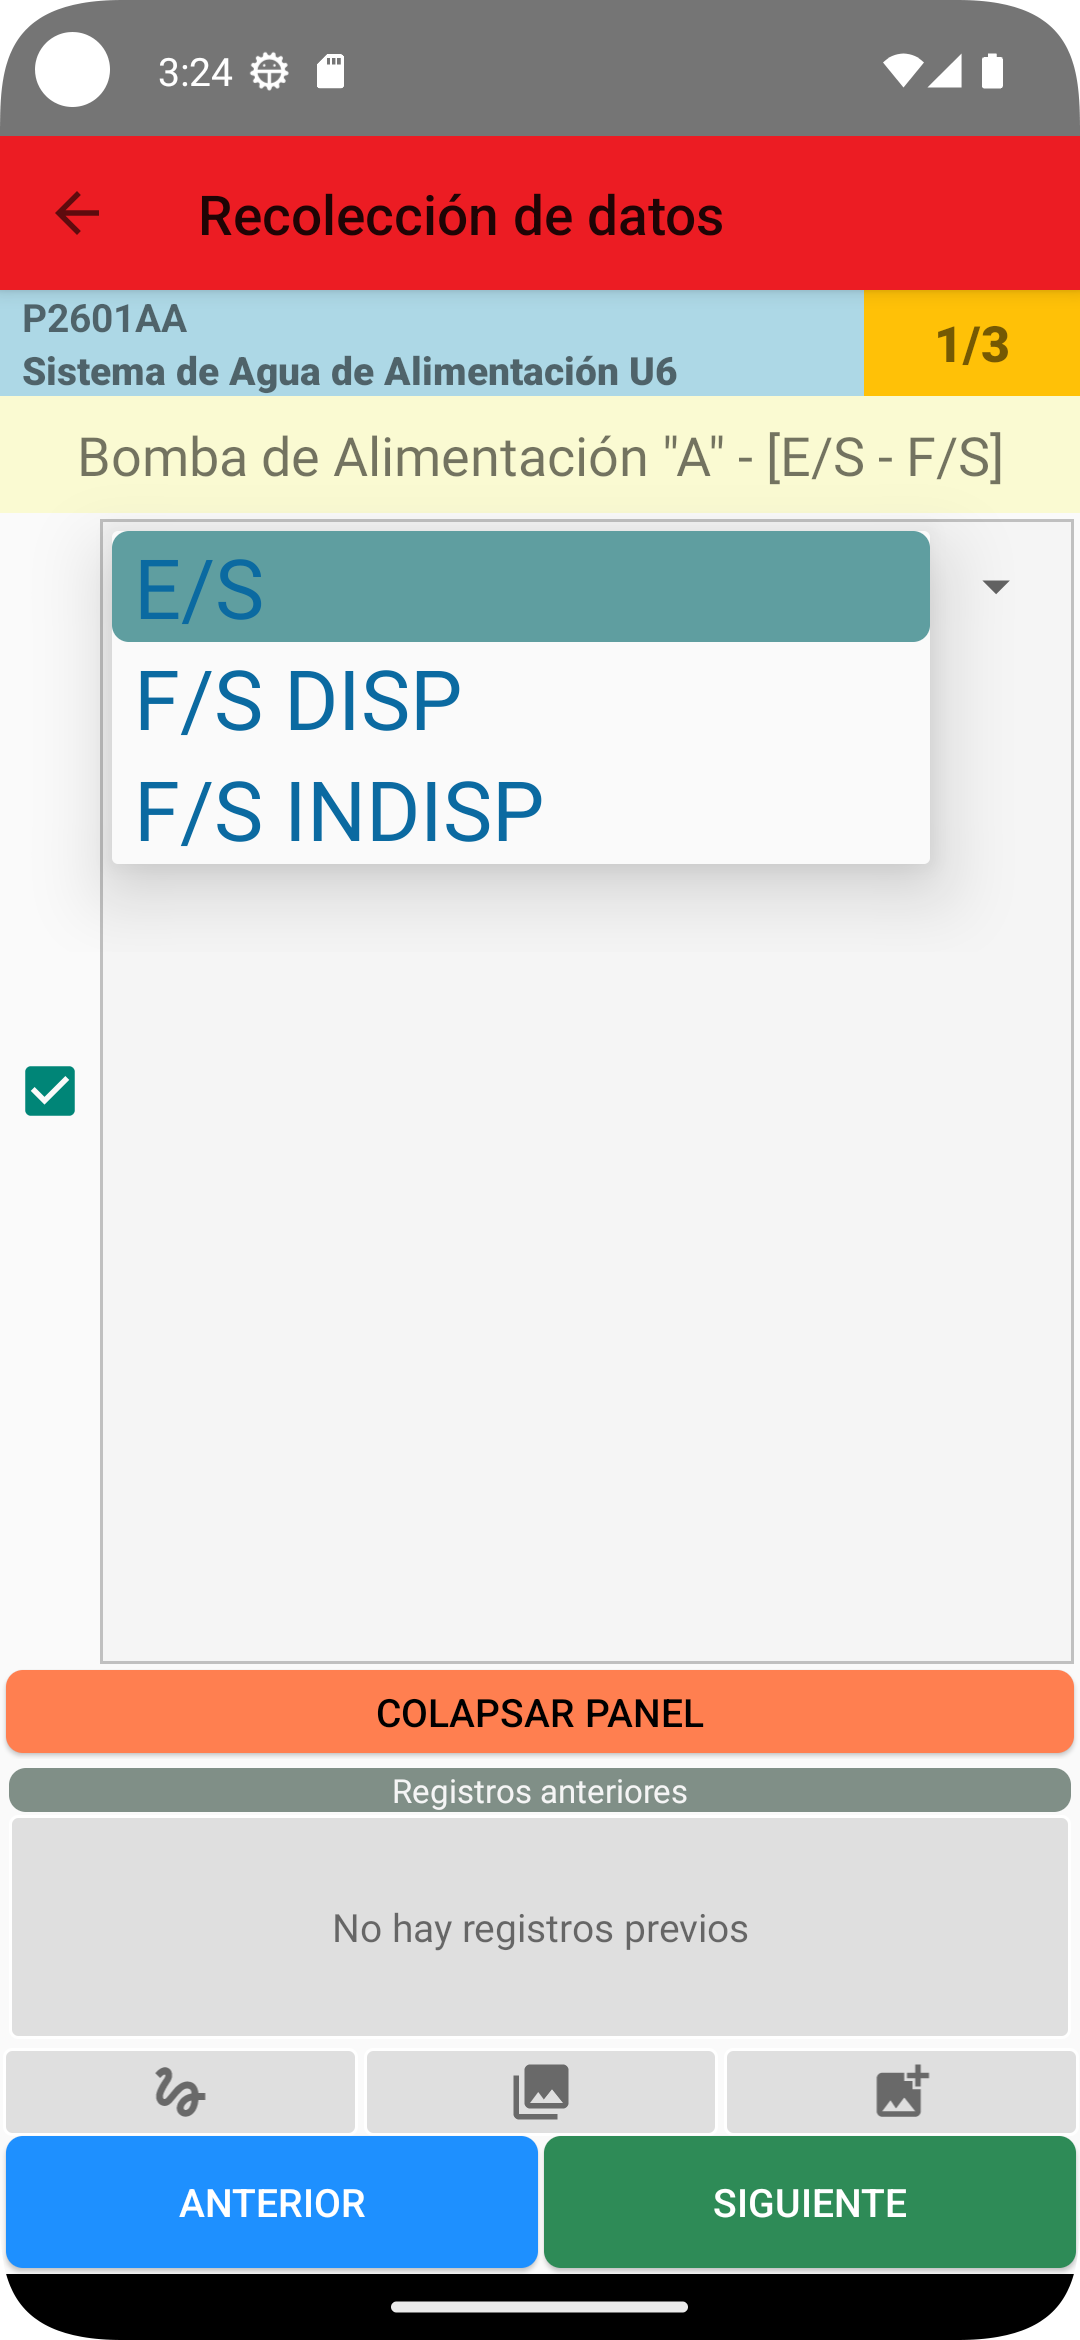 3:24
Recolección de datos
P2601AA
Sistema de Agua de Alimentación U6
1/3
Bomba de Alimentación "A" - [E/S - F/S]
E/S
F/S DISP
F/S INDISP
COLAPSAR PANEL
Registros anteriores
No hay registros previos
ANTERIOR
SIGUIENTE